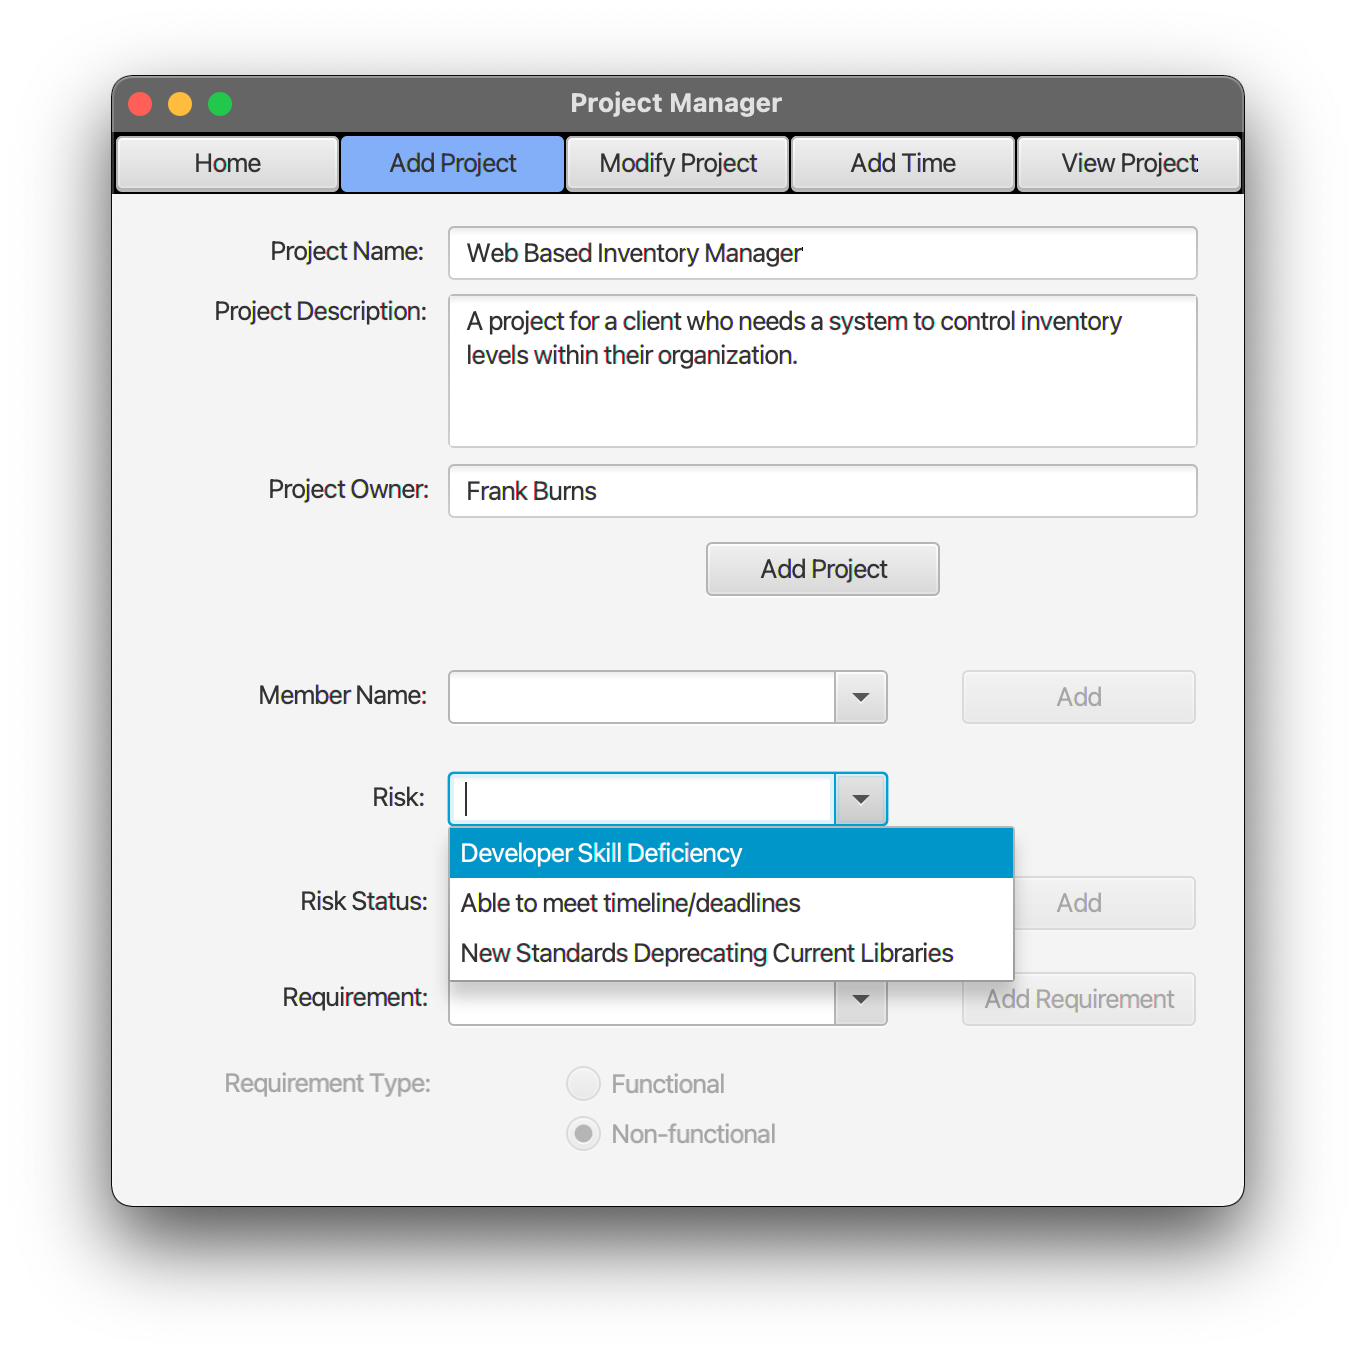 Project Manager
Home
Add Project
Modify Project
Add Time
View Project
Project Name:
Web Based Inventory Manager
Project Description:
A project for a client who needs a system to control inventory
levels within their organization.
Project Owner:
Frank Burns
Add Project
Member Name:
Add
Risk:
Developer Skill Deficiency
Able to meet timeline/deadlines
New Standards Deprecating Current Libraries
Risk Status:
Add
Requirement:
Add Requirement
Requirement Type:
Functional
Non-functional